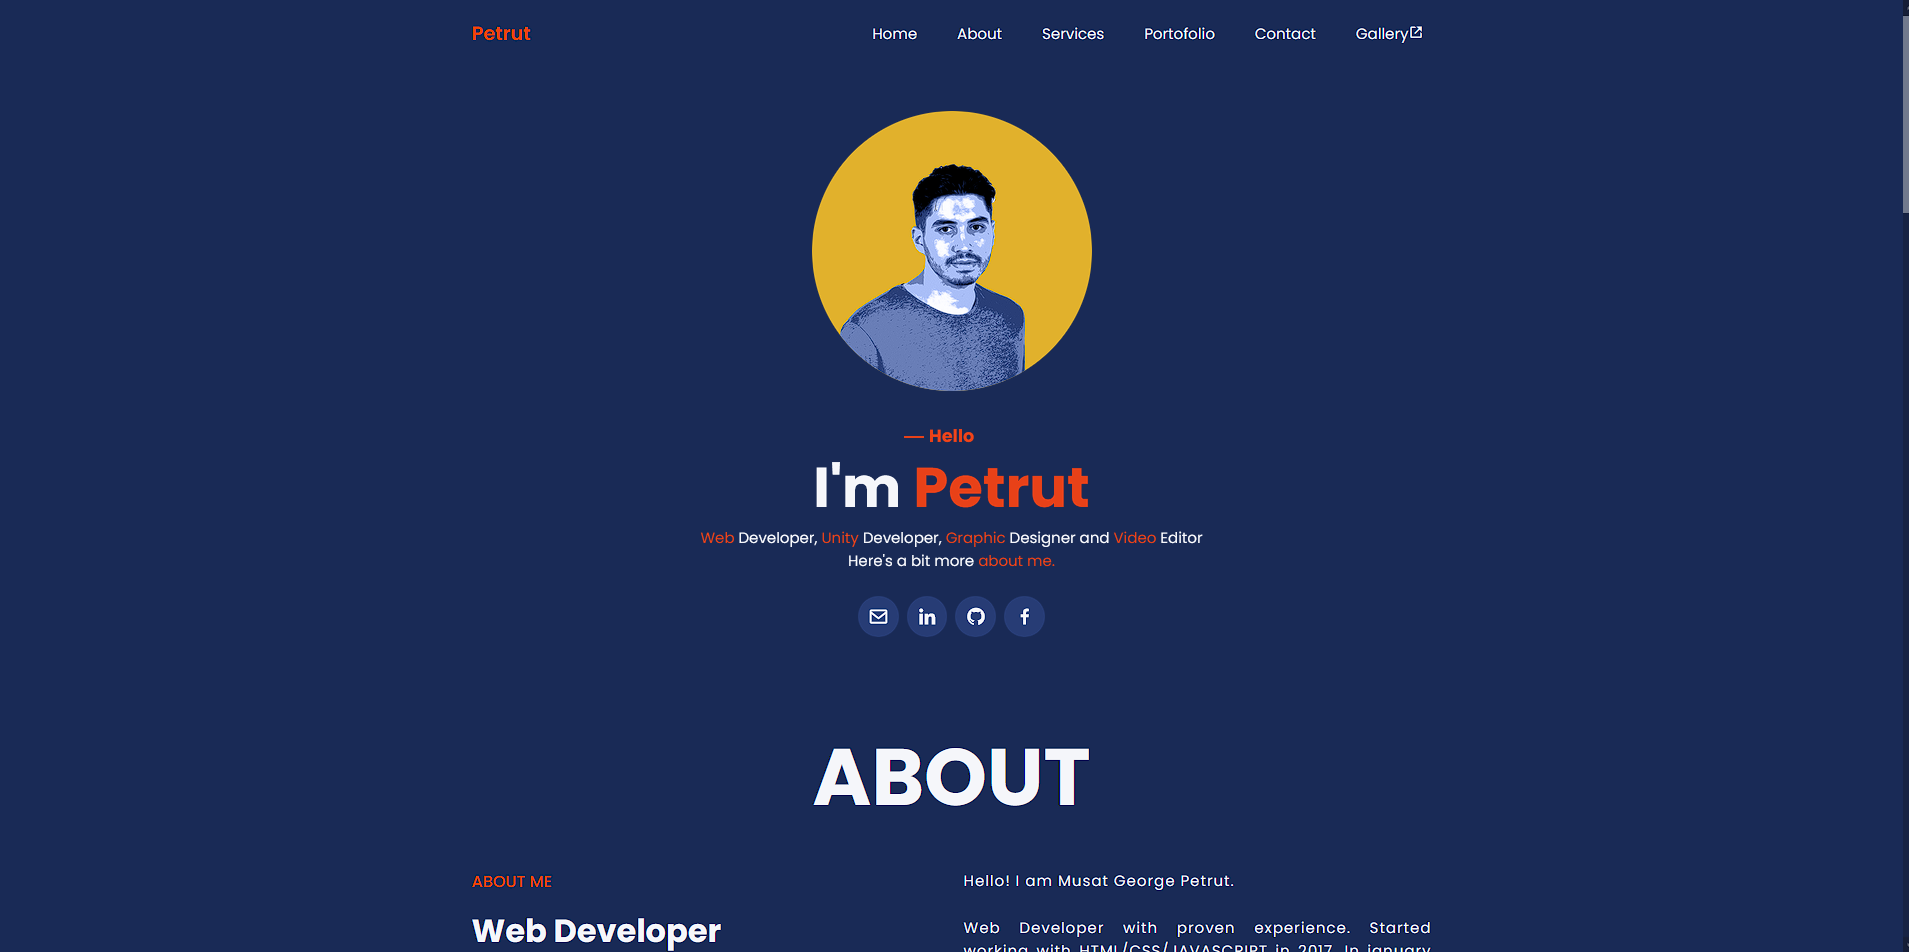 Petrut
Home About Services Portofolio Contact Gallery
— Hello
I'm Petrut
Web Developer, Unity Developer, Graphic Designer and Video Editor
Here's a bit more about me.
in
f
ABOUT
ABOUT ME
Web Developer
Hello! I am Musat George Petrut.
Web Developer with proven experience. Started
working with HTML/CSS/JAVASCRIPT in 2017. In january